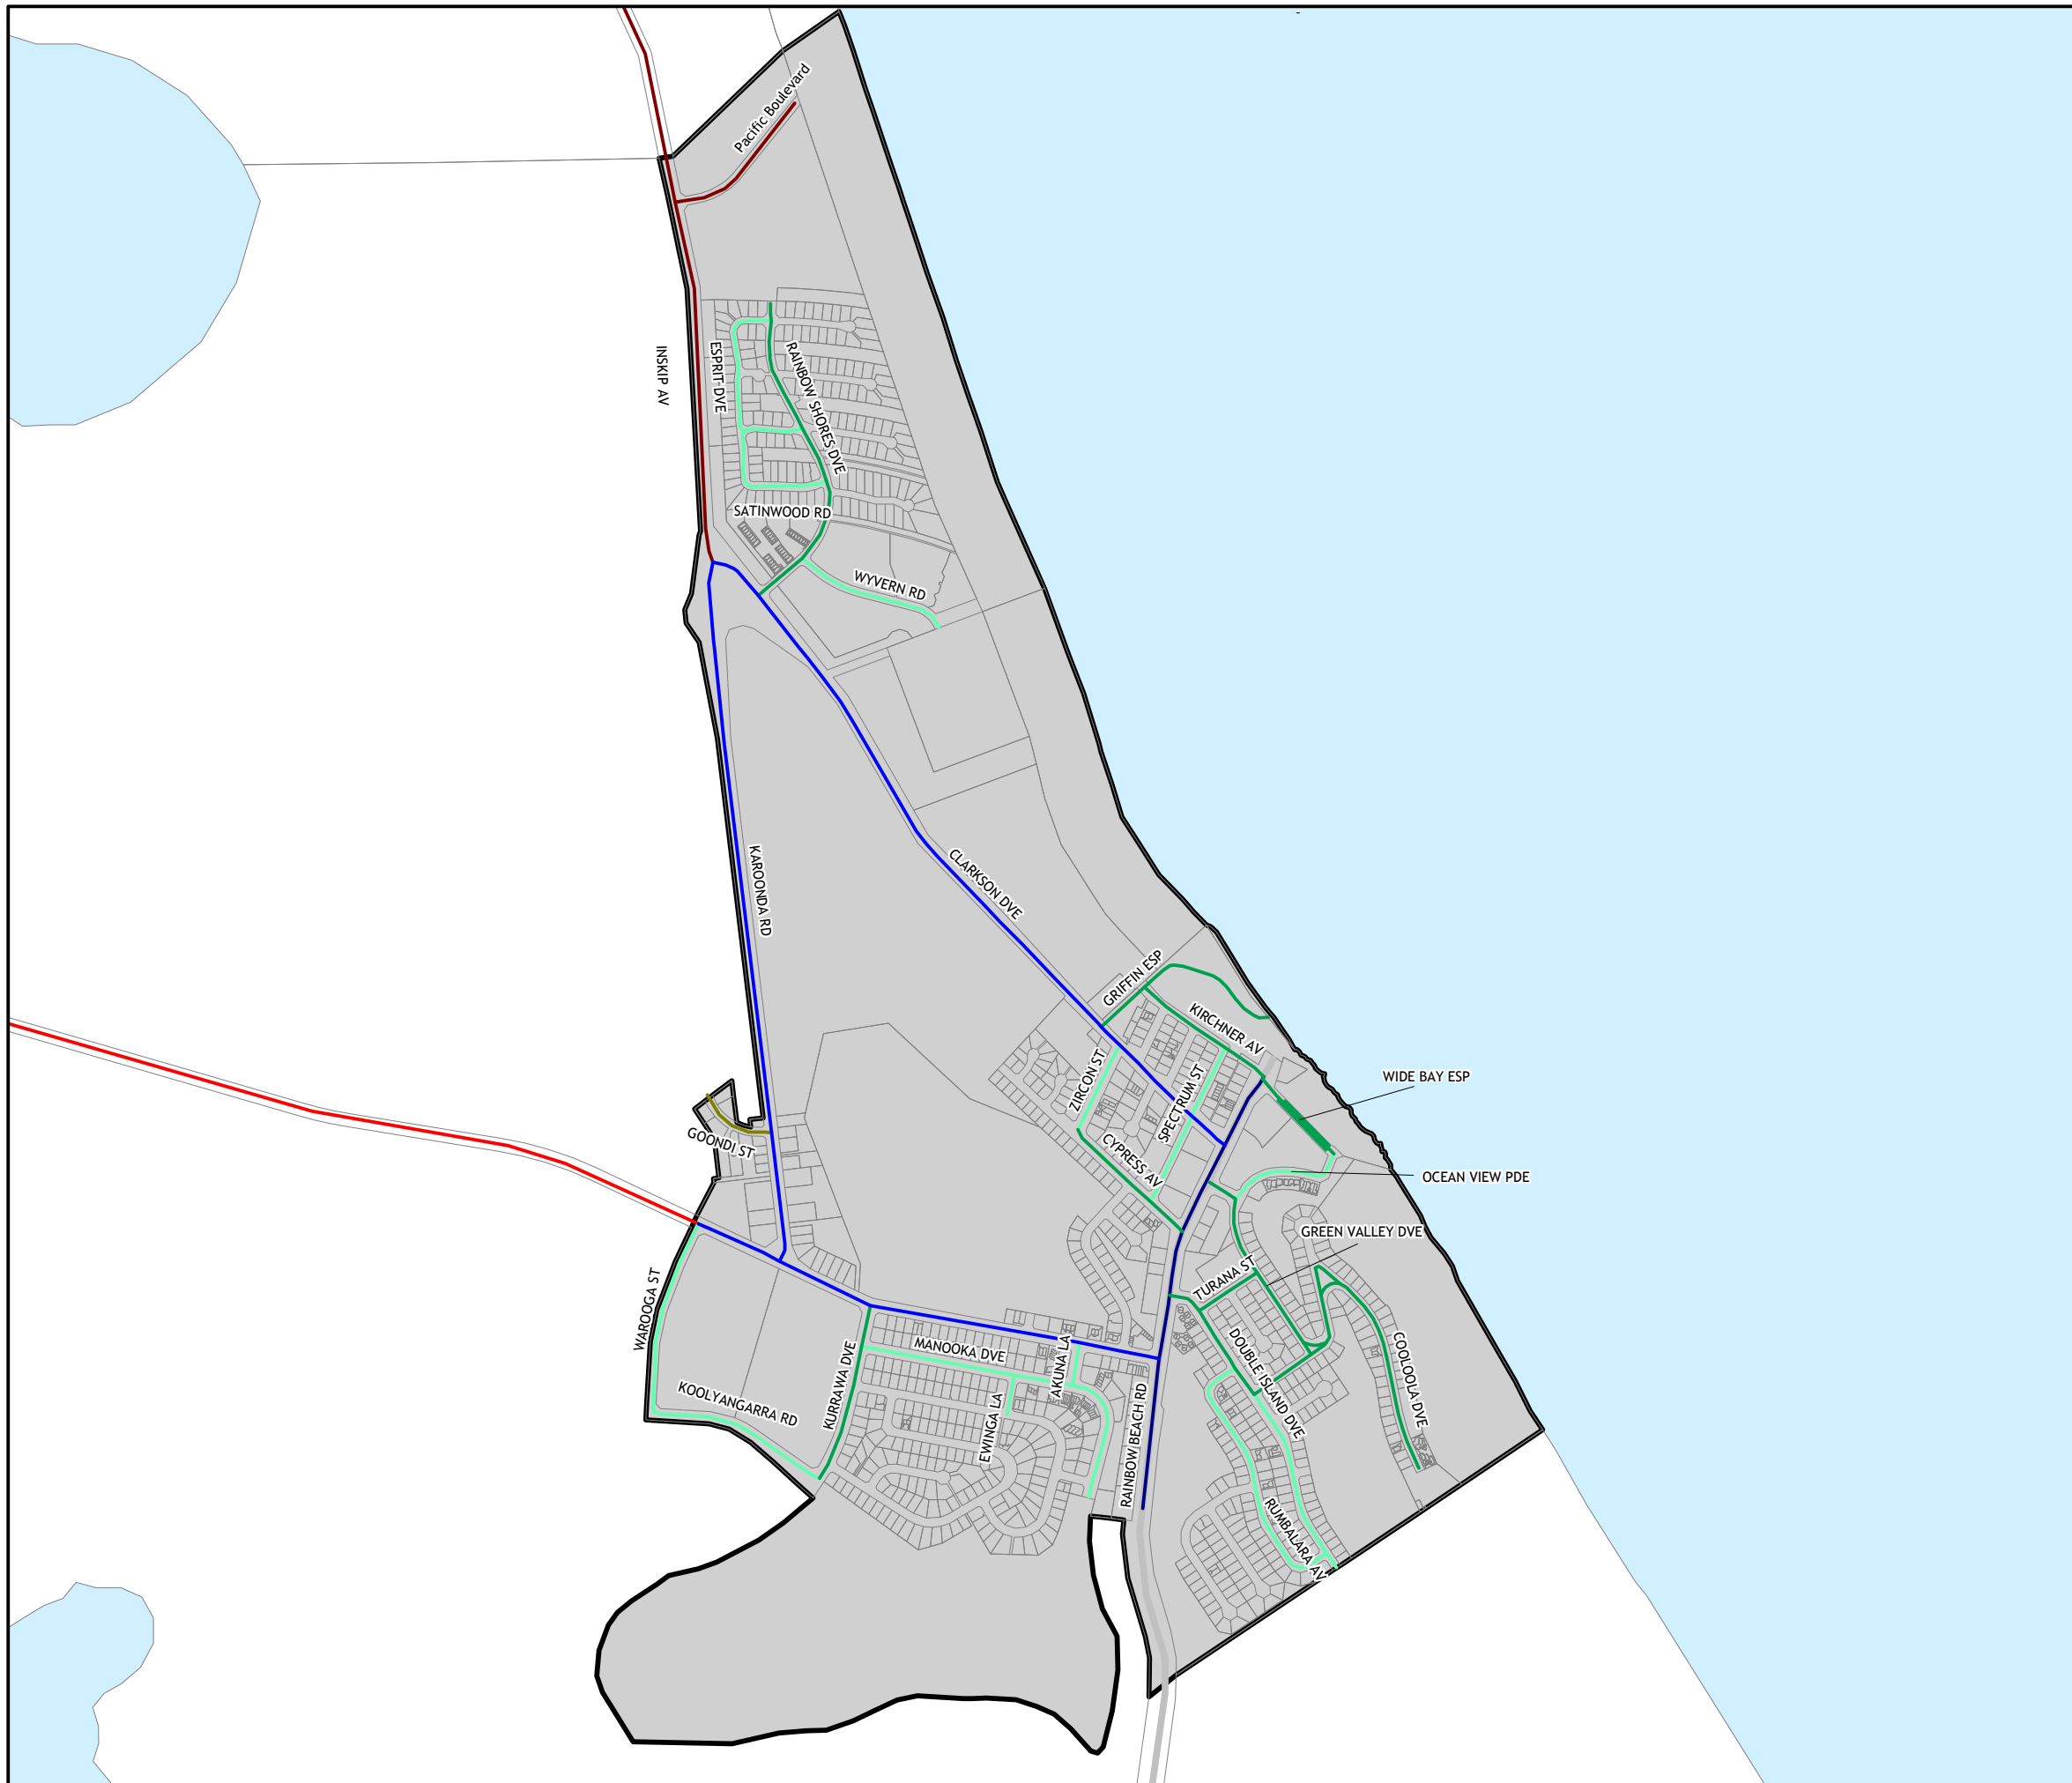 Pacific Boulevard
INSKIP AV
ESPRIT DVE
RAINBOW SHORES DVE
SATINWOOD RD
WYVERN RD
KAROONDA RD
CLARKSON DVE
GRIFFIN ESP
KIRCHNER AV
ZIRCON ST
SPECTRUM ST
WIDE BAY ESP
CYPRESS AV
GOONDI ST
OCEAN VIEW PDE
GREEN VALLEY DVE
TURANA ST
WAROOGA ST
MANOOKA DVE
AKUNA LA
DOUBLE ISLAND DVE
COOLOOLA DVE
KURRAWA DVE
KOOLYANGARRA RD
EWINGA LA
RAINBOW BEACH RD
RUMBALARA AV